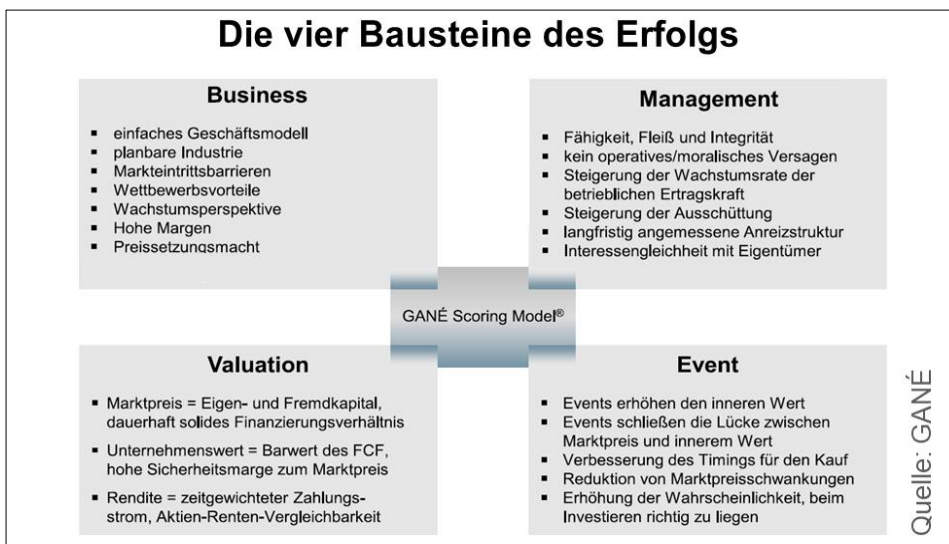 Die vier Bausteine des Erfolgs
Business
▪ einfaches Geschäftsmodell
▪ planbare Industrie
▪ Markteintrittsbarrieren
▪ Wettbewerbsvorteile
▪ Wachstumsperspektive
▪ Hohe Margen
▪ Preissetzungsmacht
Management
▪ Fähigkeit, Fleiß und Integrität
▪ kein operatives/moralisches Versagen
▪ Steigerung der Wachstumsrate der
betrieblichen Ertragskraft
▪ Steigerung der Ausschüttung
▪ langfristig angemessene Anreizstruktur
▪ Interessengleichheit mit Eigentümer
GANÉ Scoring Model®
Valuation
▪ Marktpreis = Eigen- und Fremdkapital,
dauerhaft solides Finanzierungsverhältnis
▪ Unternehmenswert = Barwert des FCF,
hohe Sicherheitsmarge zum Marktpreis
▪ Rendite = zeitgewichteter Zahlungs-
strom, Aktien-Renten-Vergleichbarkeit
Event
▪ Events erhöhen den inneren Wert
▪ Events schließen die Lücke zwischen
Marktpreis und innerem Wert
▪ Verbesserung des Timings für den Kauf
▪ Reduktion von Marktpreisschwankungen
▪ Erhöhung der Wahrscheinlichkeit, beim
Investieren richtig zu liegen
Quelle: GANÉ